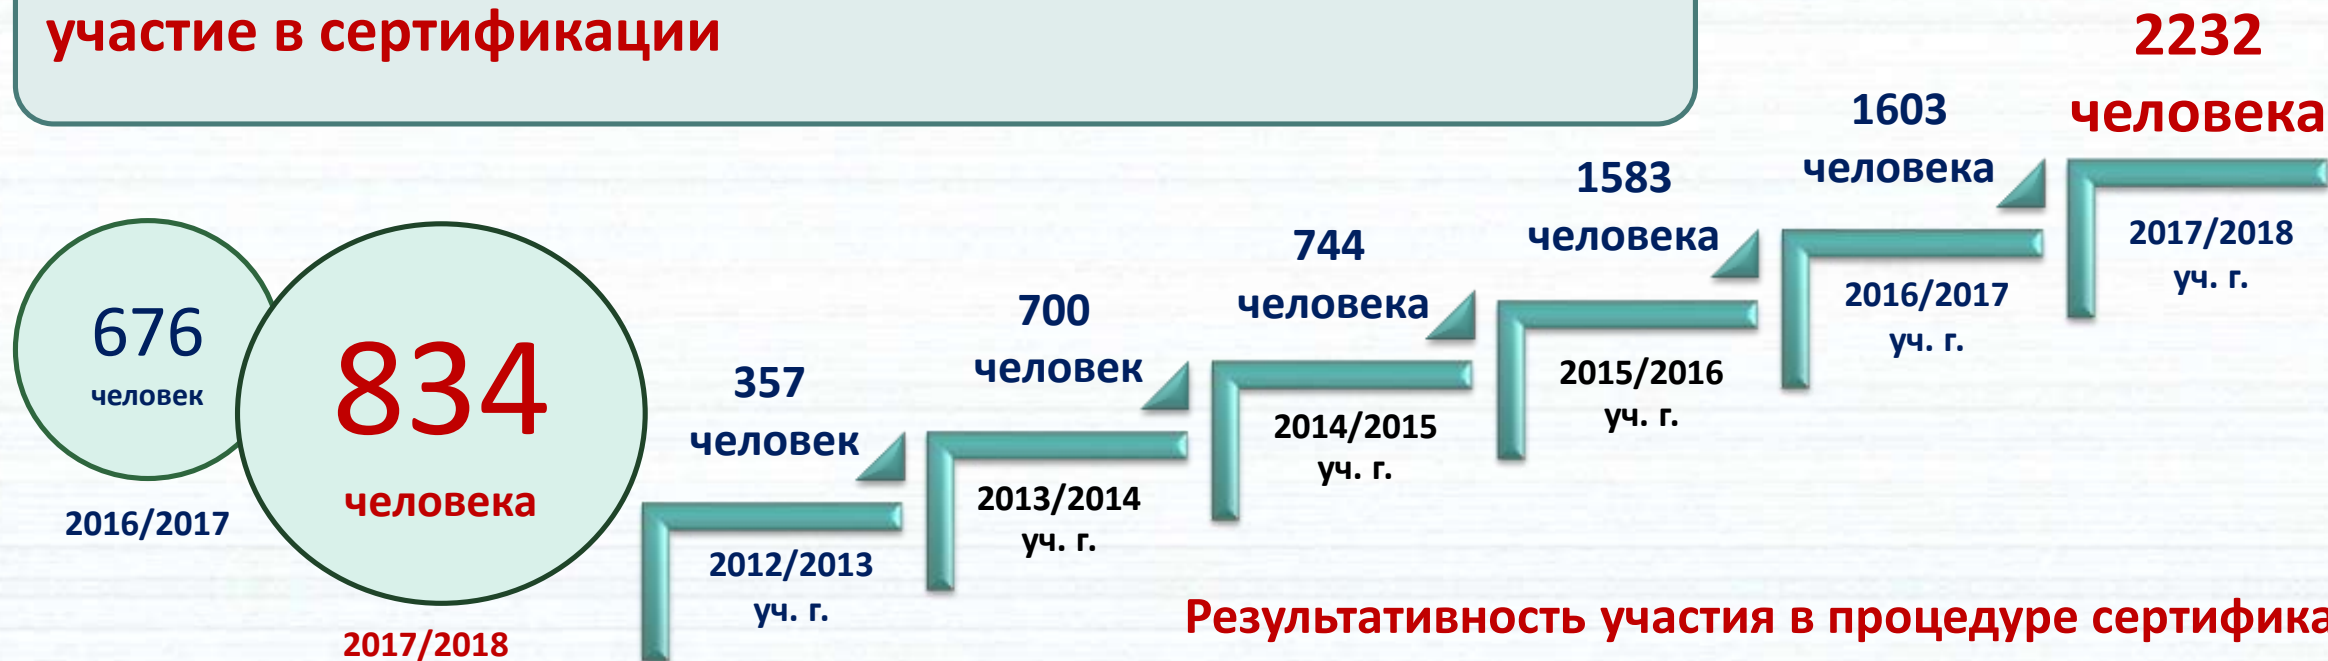 участие в сертификации
676
человек
2016/2017
834
человека
2017/2018
357
человек
2012/2013
уч. г.
700
человек
2013/2014
уч. г.
744
человека
2014/2015
уч. г.
1583
человека
2015/2016
уч. г.
1603
человека
2016/2017
уч. г.
2232
человека
2017/2018
уч. г.
Результативность участия в процедуре сертифика